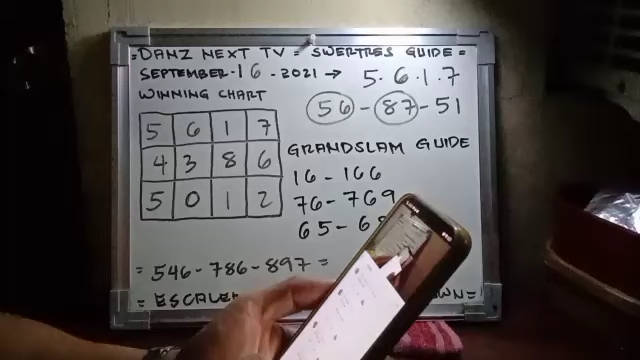 = DANZ NEXT TV = SWERTRES GUIDE =
SEPTEMBER - 16 - 2021 → 5 . 6 . 1 . 7
WINNING CHART
56 - 87 - 51
5 6 1 7
4 3 8 6
5 0 1 2
GRANDSLAM GUIDE
16 - 166
76 - 769
65 -
= 546 - 786 - 897 =